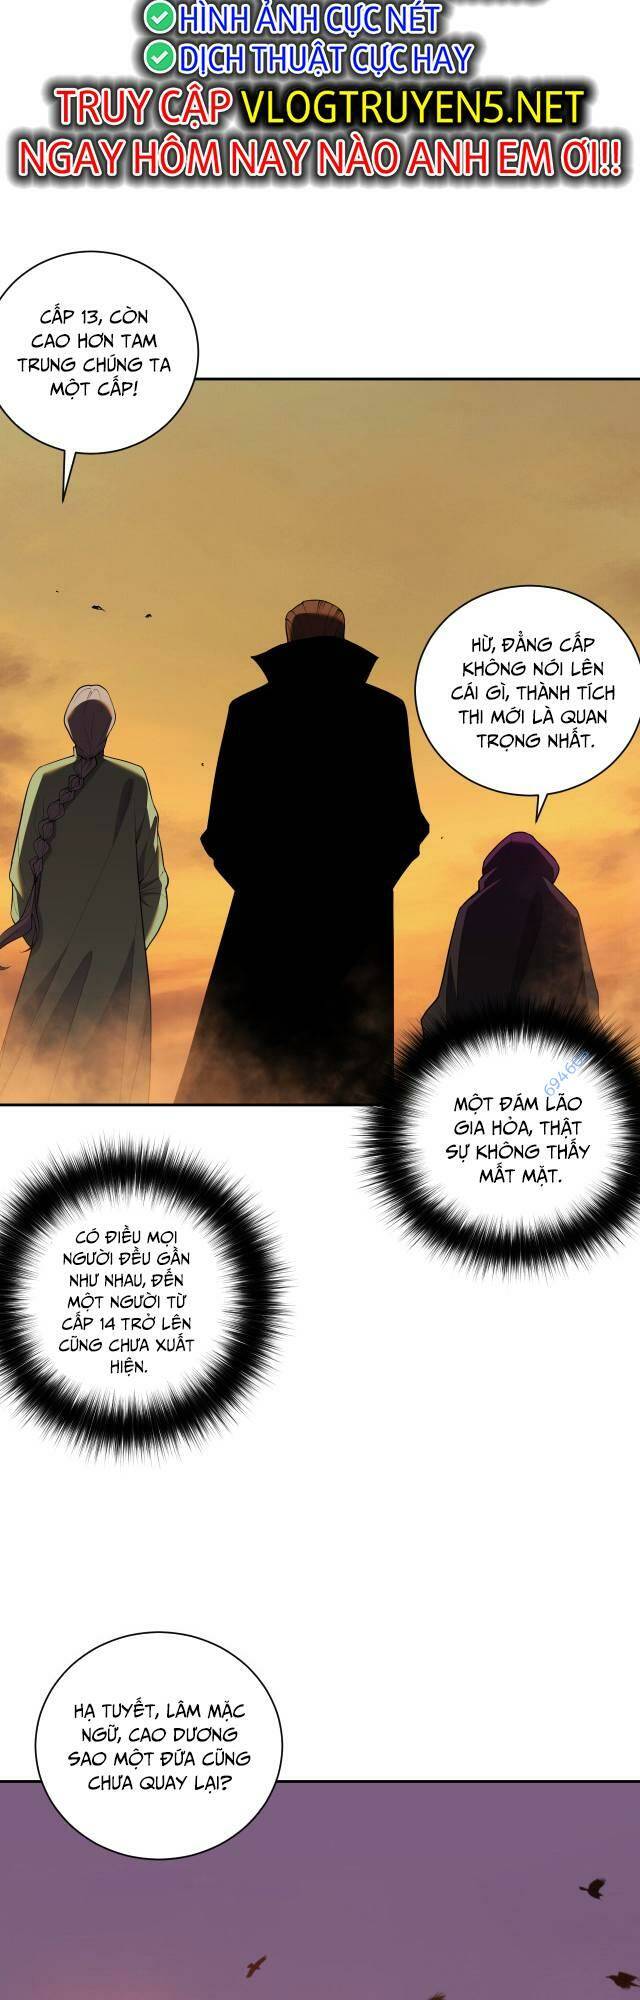 HÌNH ẢNH CỰC NÉT
DỊCH THUẬT CỰC HAY
TRUY CẬP VLOGTRUYEN5.NET
NGAY HÔM NAY NÀO ANH EM ƠI!!
CẤP 13, CÒN
CAO HƠN TAM
TRUNG CHÚNG TA
MỘT CẤP!
HỪ, ĐẲNG CẤP
KHÔNG NÓI LÊN
CÁI GÌ, THÀNH TÍCH
THI MỚI LÀ QUAN
TRỌNG NHẤT.
MỘT ĐÁM LÃO
GIA HỎA, THẬT
SỰ KHÔNG THẤY
MẤT MẶT.
CÓ ĐIỀU MỌI
NGƯỜI ĐỀU GẦN
NHƯ NHAU, ĐẾN
MỘT NGƯỜI TỪ
CẤP 14 TRỞ LÊN
CŨNG CHƯA XUẤT
HIỆN.
HẠ TUYẾT, LÂM MẶC
NGỮ, CAO DƯƠNG
SAO MỘT ĐỨA CŨNG
CHƯA QUAY LẠI?